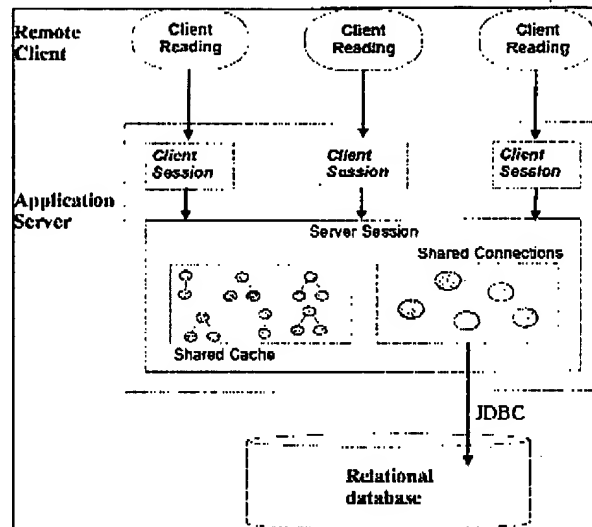 Remote
Client
Client
Reading
Client
Reading
Client
Reading
Client
Session
Client
Session
Client
Session
Application
Server
Server Session
Shared Connections
Shared Cache
JDBC
Relational
database